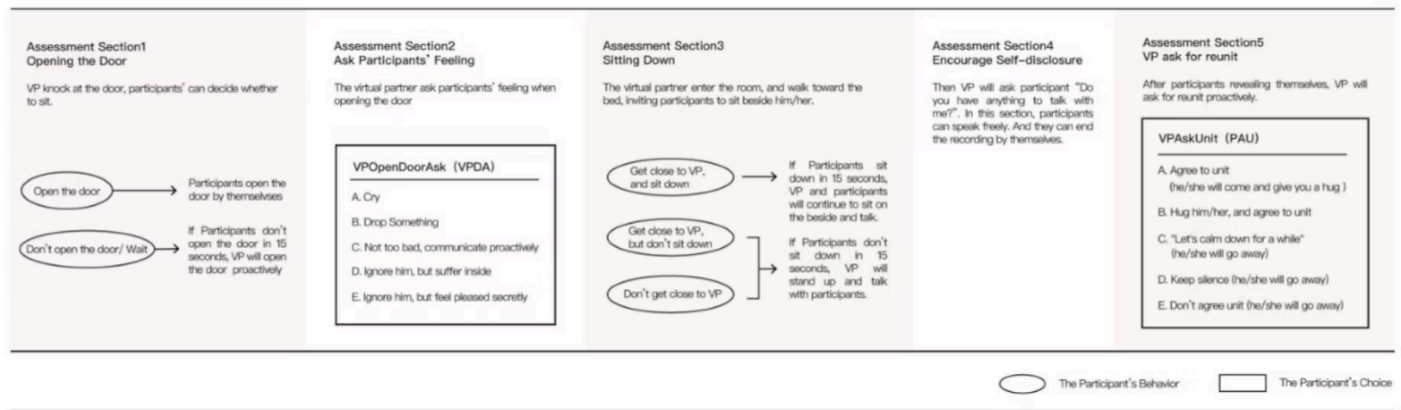 Assessment Section1
Opening the Door
VP knock at the door, participants' can decide whether
to sit.
Open the door
Participants open the
door by themselvses
Don't open the door/ Wait
If Participants don't
open the door in 15
seconds, VP will open
the door proactively
Assessment Section2
Ask Participants' Feeling
The virtual partner ask participants' feeling when
opening the door
VPOpenDoorAsk (VPDA)
A. Cry
B. Drop Something
C. Not too bad, communicate proactively
D. Ignore him, but suffer inside
E. Ignore him, but feel pleased secretly
Assessment Section3
Sitting Down
The virtual partner enter the room, and walk toward the
bed, inviting participants to sit beside him/her.
Get close to VP,
and sit down
If Participants sit
down in 15 seconds,
VP and participants
will continue to sit on
the beside and talk.
Get close to VP,
but don't sit down
Don't get close to VP
If Participants don't
sit down in 15
seconds, VP will
stand up and talk
with participants.
Assessment Section4
Encourage Self-disclosure
Then VP will ask participant "Do
you have anything to talk with
me?". In this section, participants
can speak freely. And they can end
the recording by themselves.
Assessment Section5
VP ask for reunit
After participants revealing themselves, VP will
ask for reunit proactively.
VPAskUnit (PAU)
A. Agree to unit
(he/she will come and give you a hug )
B. Hug him/her, and agree to unit
C. "Let's calm down for a while"
(he/she will go away)
D. Keep silence (he/she will go away)
E. Don't agree unit (he/she will go away)
The Participant's Behavior
The Participant's Choice